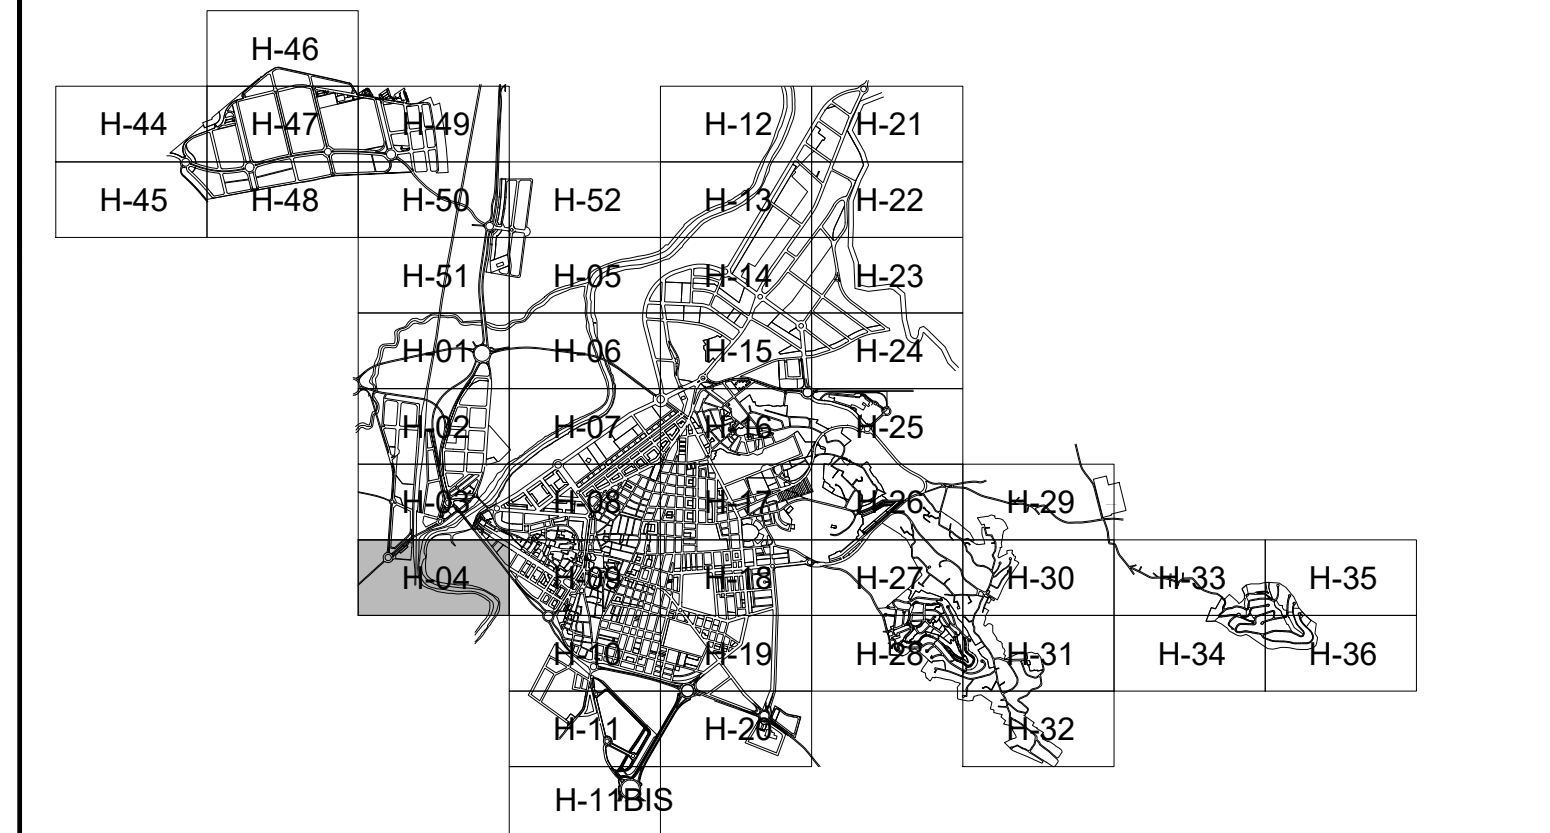 H-46
H-44 H-47 H-49 H-12 H-21
H-45 H-48 H-50 H-52 H-13 H-22
H-51 H-05 H-14 H-23
H-01 H-06 H-15 H-24
H-02 H-07 H-16 H-25
H-03 H-08 H-17 H-26 H-29
H-04 H-09 H-18 H-27 H-30 H-33 H-35
H-10 H-19 H-28 H-31 H-34 H-36
H-11 H-20 H-32
H-11BIS